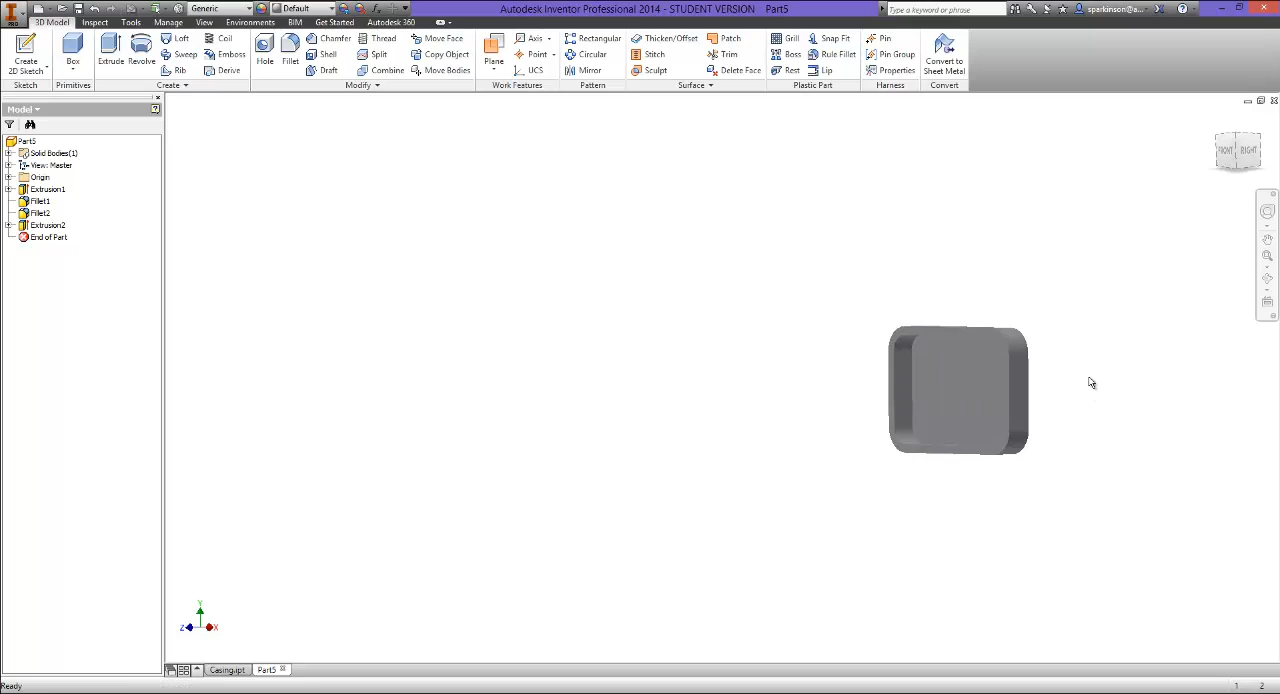 Generic
Default
Autodesk Inventor Professional 2014 - STUDENT VERSION Part5
Type a keyword or phrase
sparkinson@a...
PRO
3D Model
Inspect
Tools
Manage
View
Environments
BIM
Get Started
Autodesk 360
Create
2D Sketch
Box
Extrude
Revolve
Loft
Sweep
Rib
Coil
Emboss
Derive
Hole
Fillet
Chamfer
Shell
Draft
Thread
Split
Combine
Move Face
Copy Object
Move Bodies
Plane
Axis
Point
UCS
Rectangular
Circular
Mirror
Thicken/Offset
Stitch
Sculpt
Patch
Trim
Delete Face
Grill
Boss
Rest
Snap Fit
Rule Fillet
Lip
Pin
Pin Group
Properties
Convert to
Sheet Metal
Sketch
Primitives
Create
Modify
Work Features
Pattern
Surface
Plastic Part
Harness
Convert
Model
Part5
Solid Bodies(1)
View: Master
Origin
Extrusion1
Fillet1
Fillet2
Extrusion2
End of Part
FRONT
RIGHT
Y
Z
X
Casing.ipt
Part5
Ready
1
2